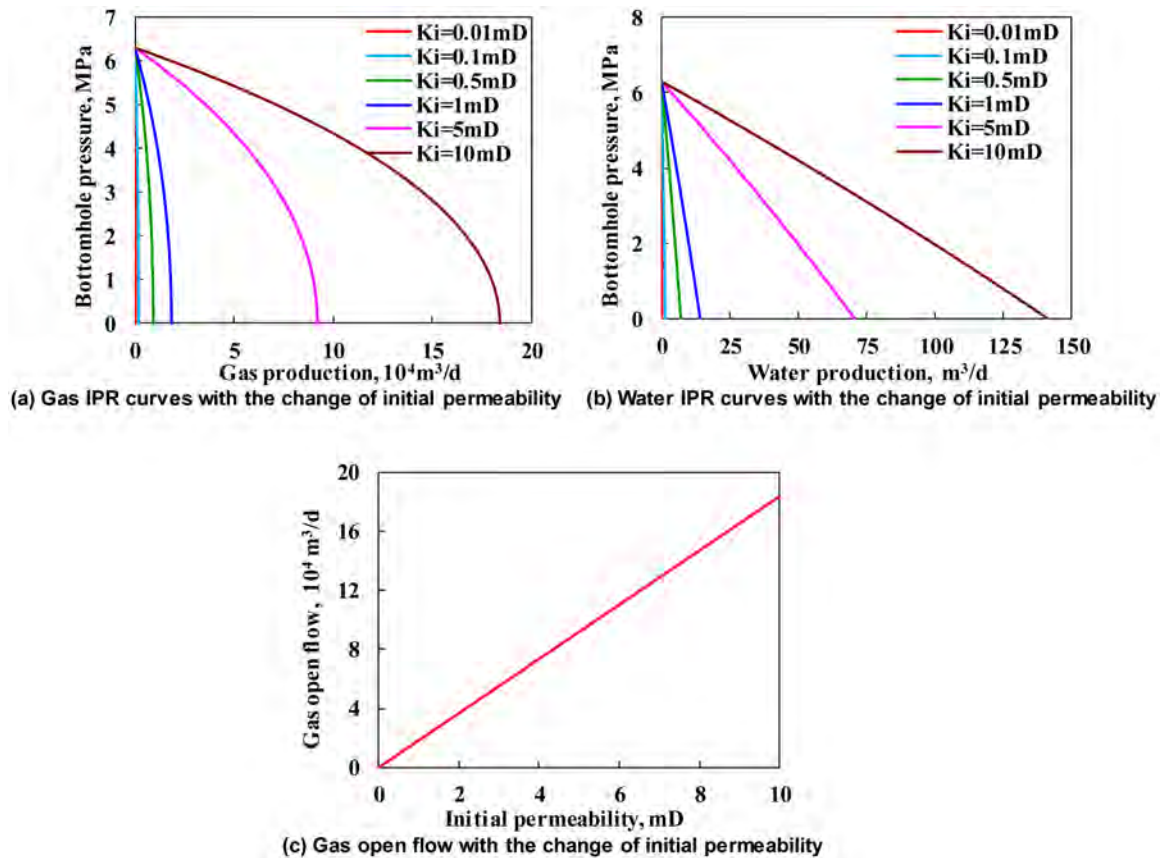 7
6
5
4
3
2
1
0
Bottomhole pressure, MPa
Ki=0.01mD
Ki=0.1mD
Ki=0.5mD
Ki=1mD
Ki=5mD
Ki=10mD
0 5 10 15 20
Gas production, 10⁴m³/d
(a) Gas IPR curves with the change of initial permeability
8
6
4
2
0
Bottomhole pressure, MPa
Ki=0.01mD
Ki=0.1mD
Ki=0.5mD
Ki=1mD
Ki=5mD
Ki=10mD
0 25 50 75 100 125 150
Water production, m³/d
(b) Water IPR curves with the change of initial permeability
20
16
12
8
4
0
Gas open flow, 10⁴ m³/d
0 2 4 6 8 10
Initial permeability, mD
(c) Gas open flow with the change of initial permeability